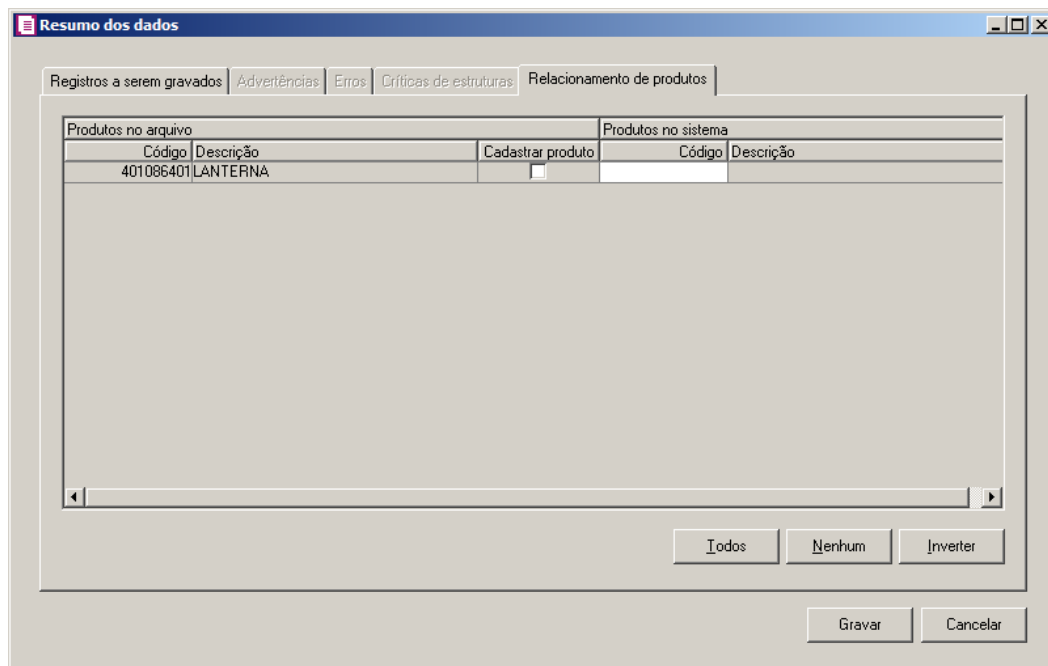 Resumo dos dados
Registros a serem gravados Advertências Erros Críticas de estruturas Relacionamento de produtos
Produtos no arquivo Produtos no sistema
Código Descrição Cadastrar produto Código Descrição
401086401 LANTERNA
Todos Nenhum Inverter
Gravar Cancelar